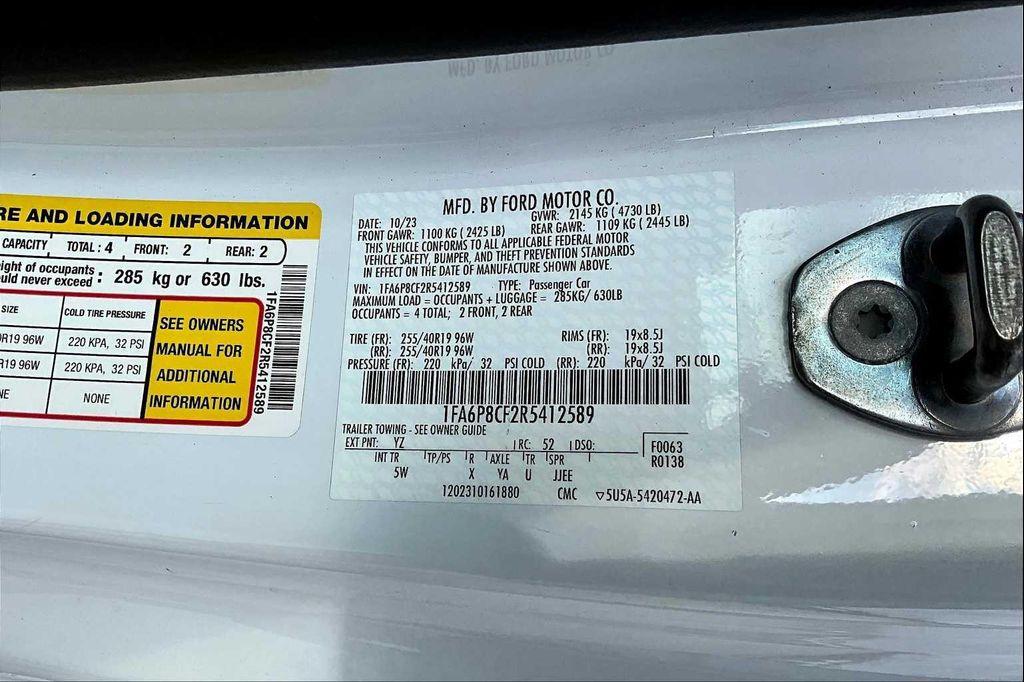 RE AND LOADING INFORMATION
CAPACITY TOTAL : 4 FRONT: 2 REAR: 2
ight of occupants
ould never exceed : 285 kg or 630 lbs.
SIZE COLD TIRE PRESSURE
0R19 96W 220 KPA, 32 PSI
R19 96W 220 KPA, 32 PSI
NE NONE
SEE OWNERS
MANUAL FOR
ADDITIONAL
INFORMATION
1FA6P8CF2R5412589
MFD. BY FORD MOTOR CO.
DATE: 10/23 GVWR: 2145 KG ( 4730 LB)
FRONT GAWR: 1100 KG ( 2425 LB) REAR GAWR: 1109 KG ( 2445 LB)
THIS VEHICLE CONFORMS TO ALL APPLICABLE FEDERAL MOTOR
VEHICLE SAFETY, BUMPER, AND THEFT PREVENTION STANDARDS
IN EFFECT ON THE DATE OF MANUFACTURE SHOWN ABOVE.
VIN: 1FA6P8CF2R5412589 TYPE: Passenger Car
MAXIMUM LOAD = OCCUPANTS + LUGGAGE = 285KG/ 630LB
OCCUPANTS = 4 TOTAL; 2 FRONT, 2 REAR
TIRE (FR): 255/40R19 96W RIMS (FR): 19x8.5J
(RR): 255/40R19 96W (RR): 19x8.5J
PRESSURE (FR): 220 kPa/ 32 PSI COLD (RR): 220 kPa/ 32 PSI COLD
1FA6P8CF2R5412589
TRAILER TOWING - SEE OWNER GUIDE
EXT PNT: YZ RC: 52 DSO: F0063
INT TR TP/PS R AXLE TR SPR R0138
5W X YA U JJEE
1202310161880 CMC ▽5U5A-5420472-AA
MFD. BY FORD MOTOR CO